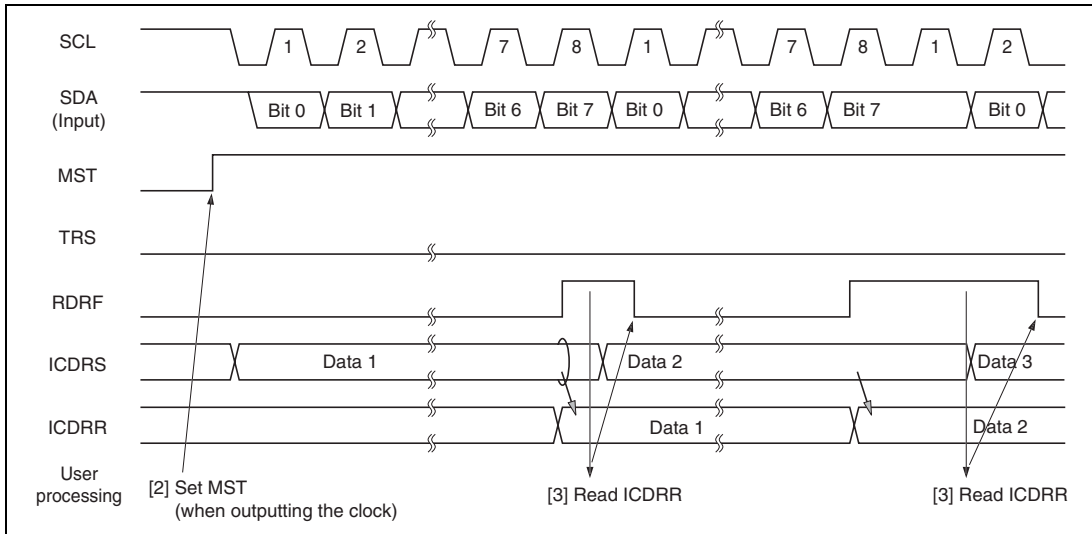 SCL 1 2 7 8 1 7 8 1 2
SDA
(Input)
Bit 0 Bit 1 Bit 6 Bit 7 Bit 0 Bit 6 Bit 7 Bit 0
MST
TRS
RDRF
ICDRS Data 1 Data 2 Data 3
ICDRR Data 1 Data 2
User
processing
[2] Set MST
(when outputting the clock)
[3] Read ICDRR [3] Read ICDRR